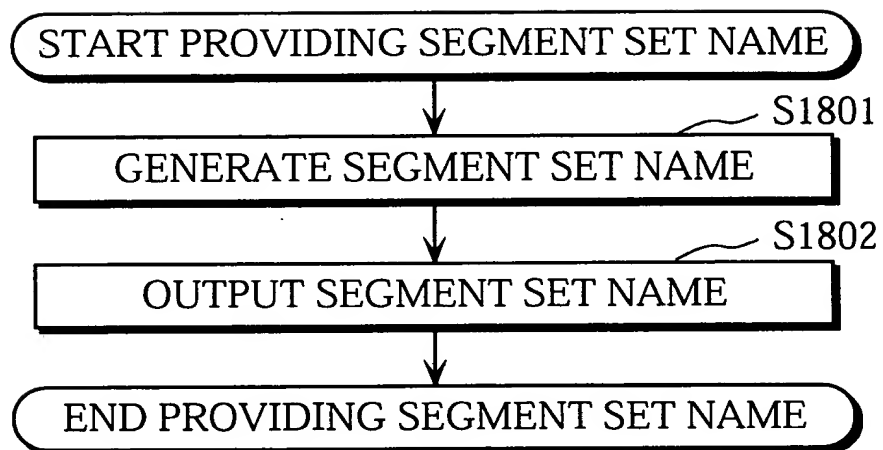 START PROVIDING SEGMENT SET NAME
S1801
GENERATE SEGMENT SET NAME
S1802
OUTPUT SEGMENT SET NAME
END PROVIDING SEGMENT SET NAME